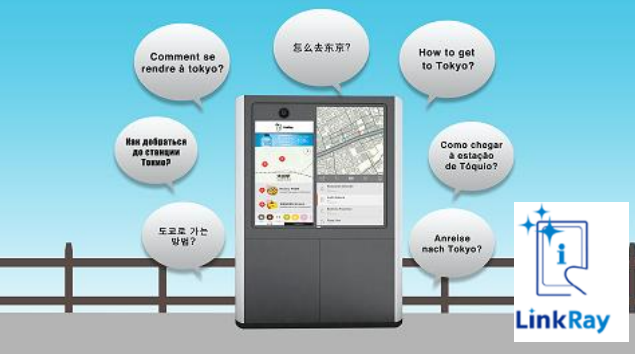 怎么去东京?
Comment se
rendre à tokyo?
How to get
to Tokyo?
Как добраться
до станции
Токио?
Como chegar
à estação
de Tóquio?
도쿄로 가는
방법?
Anreise
nach Tokyo?
LinkRay
LinkRay